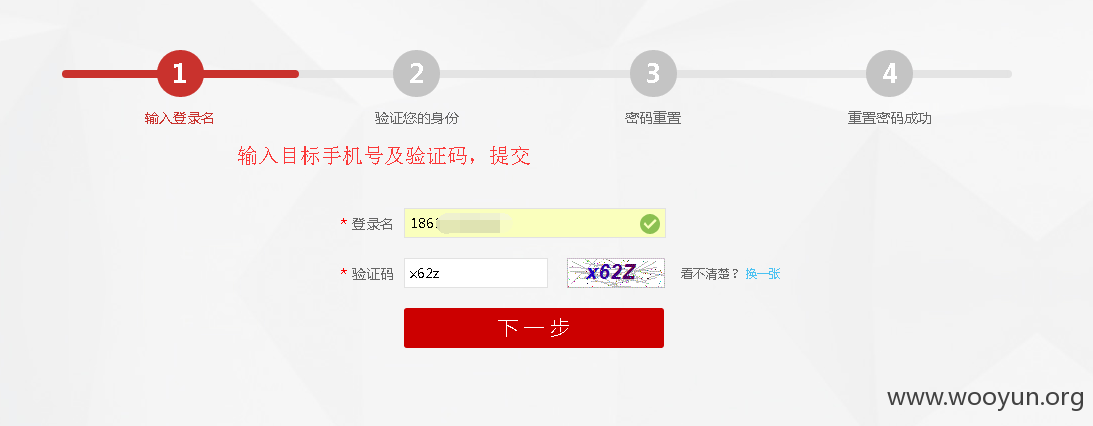 1 2 3 4
输入登录名 验证您的身份 密码重置 重置密码成功
输入目标手机号及验证码，提交
* 登录名 186
* 验证码 x62z x62Z 看不清楚？ 换一张
下一步
www.wooyun.org